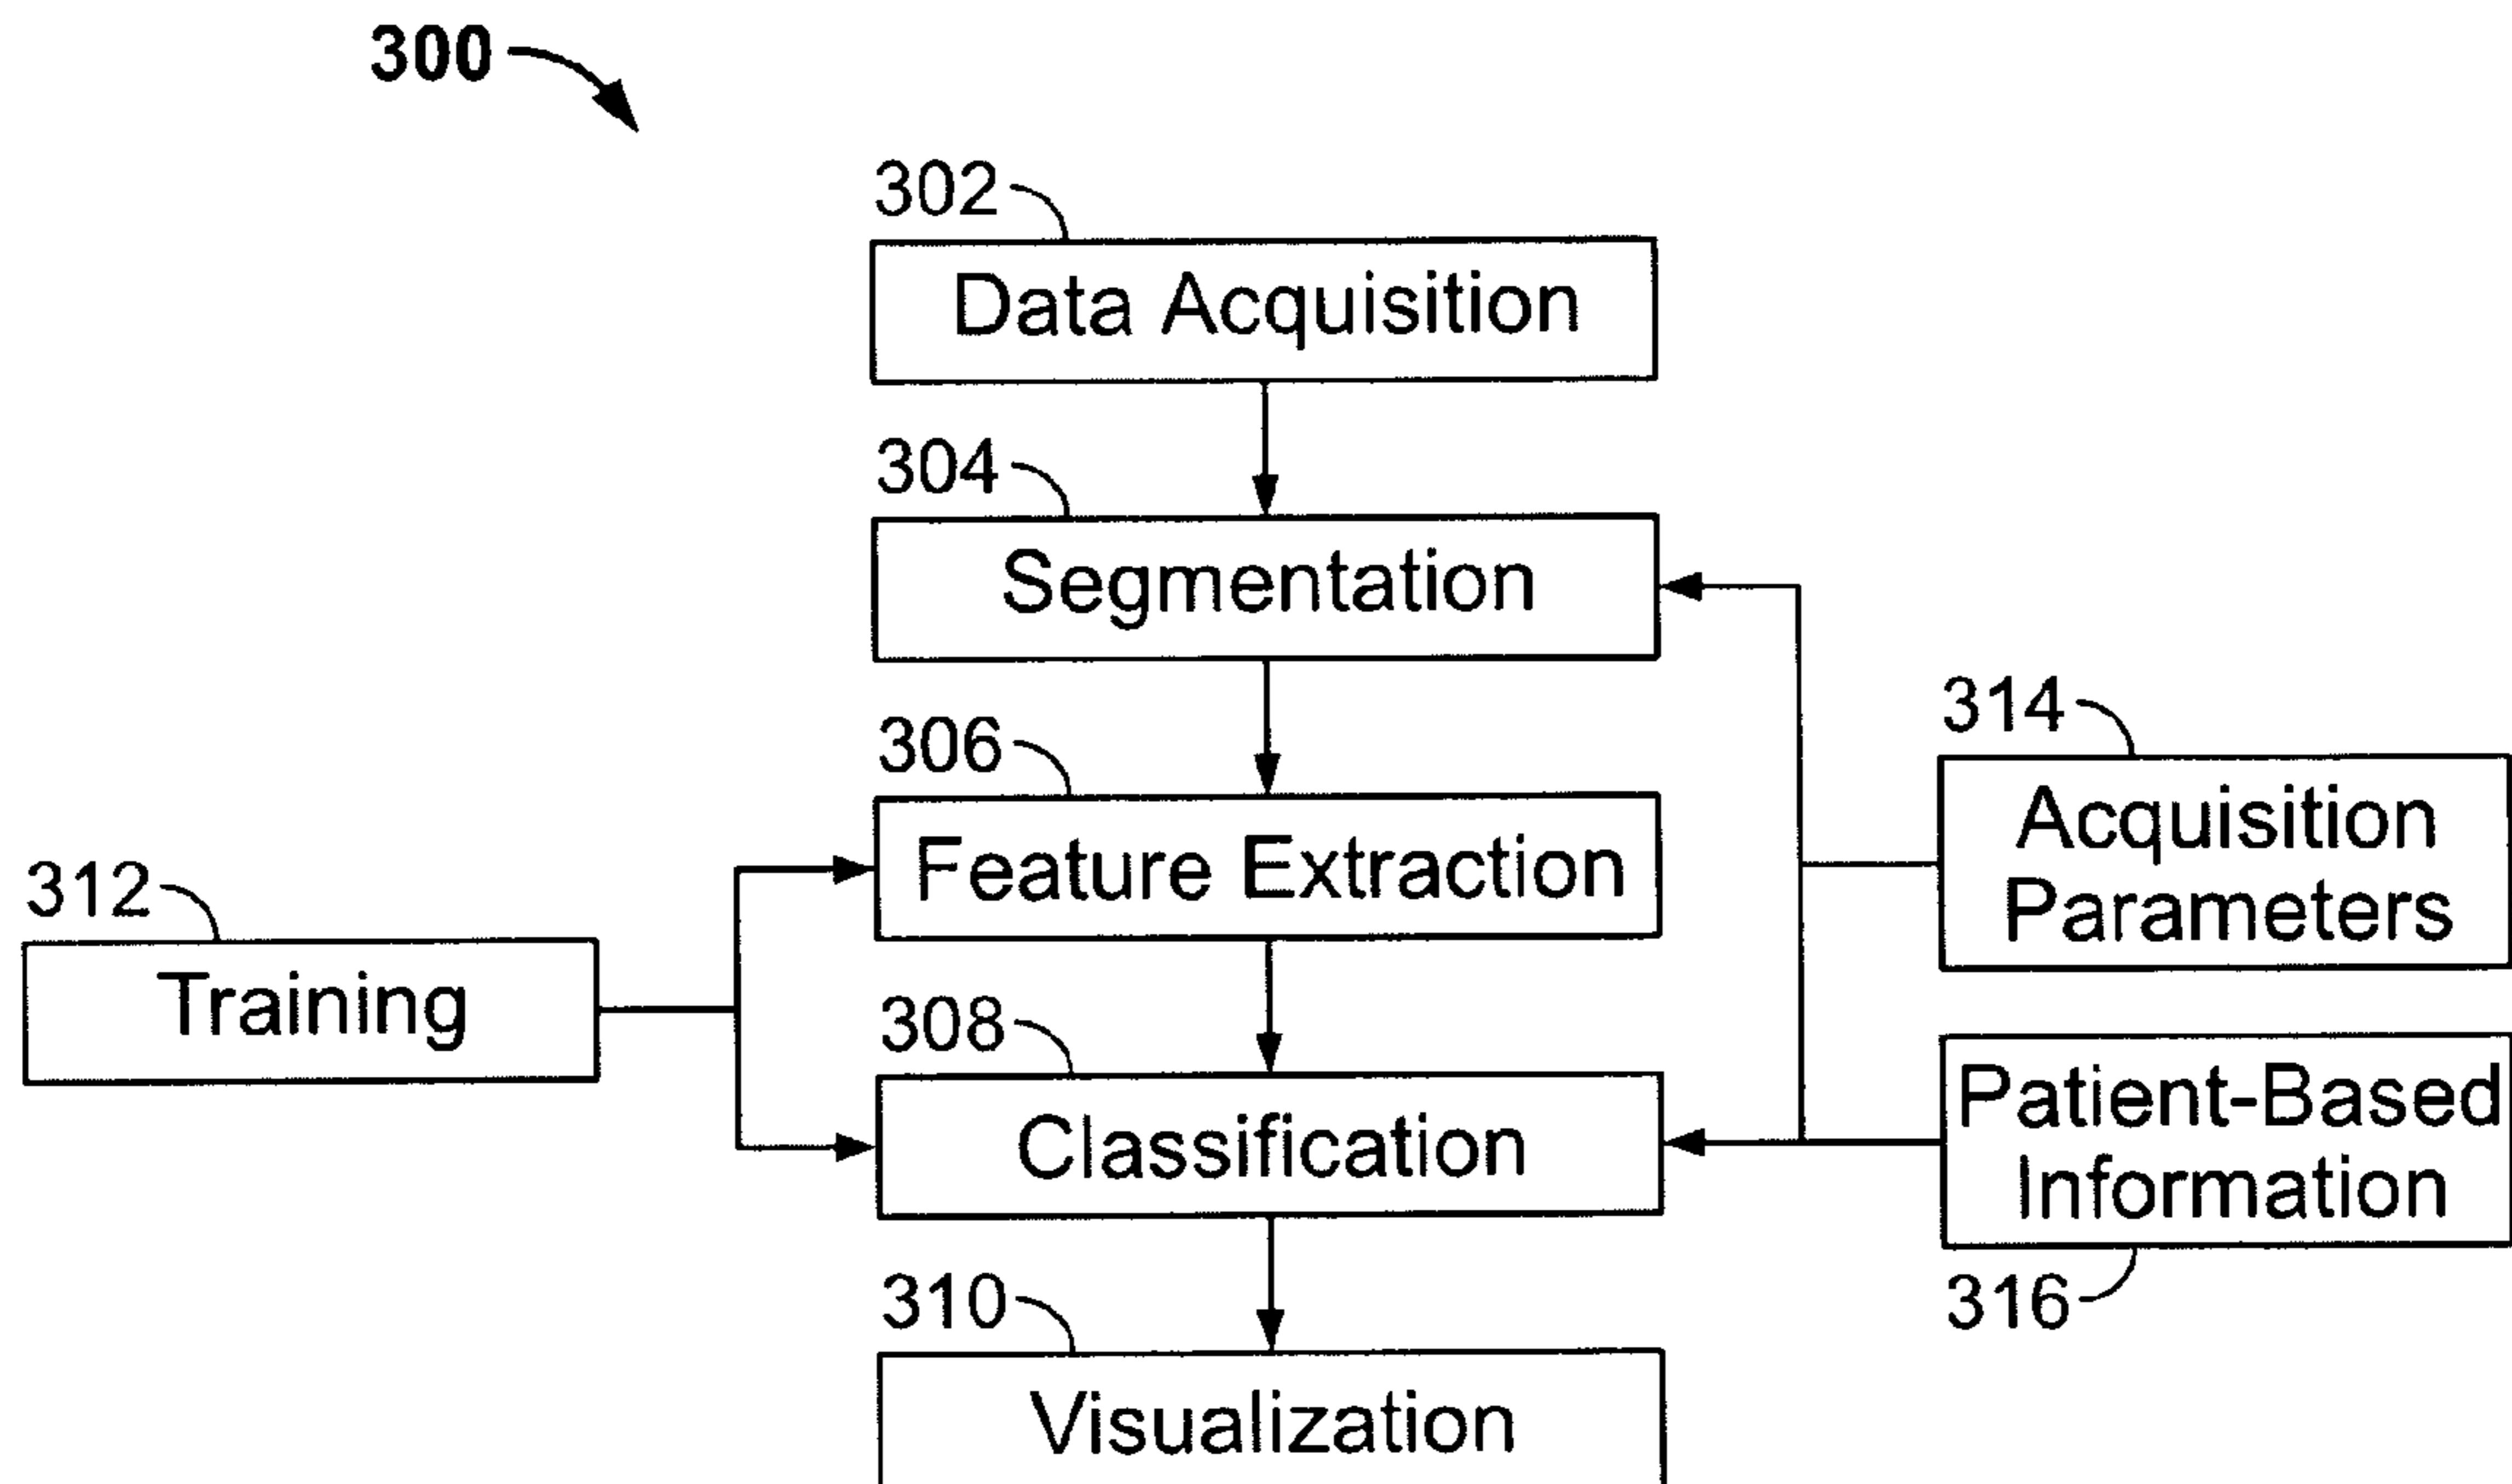 300
302
Data Acquisition
304
Segmentation
306
Feature Extraction
308
Classification
310
Visualization
312
Training
314
Acquisition
Parameters
Patient-Based
Information
316